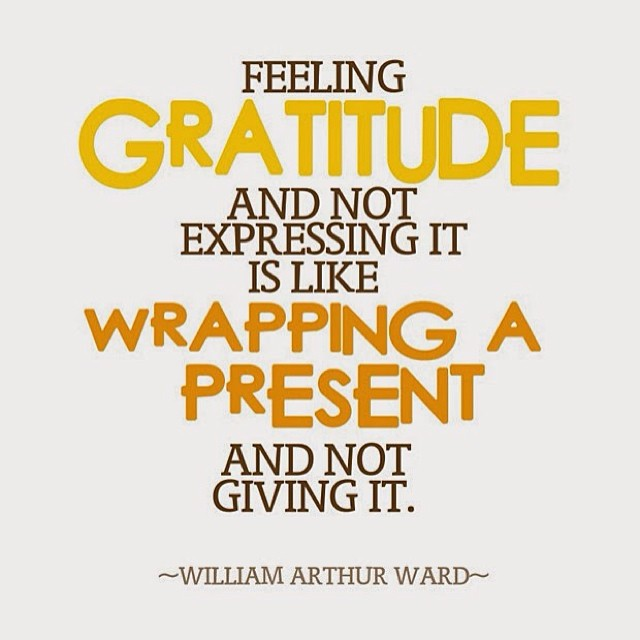 FEELING
GRATITUDE
AND NOT
EXPRESSING IT
IS LIKE
WRAPPING A
PRESENT
AND NOT
GIVING IT.
~WILLIAM ARTHUR WARD~